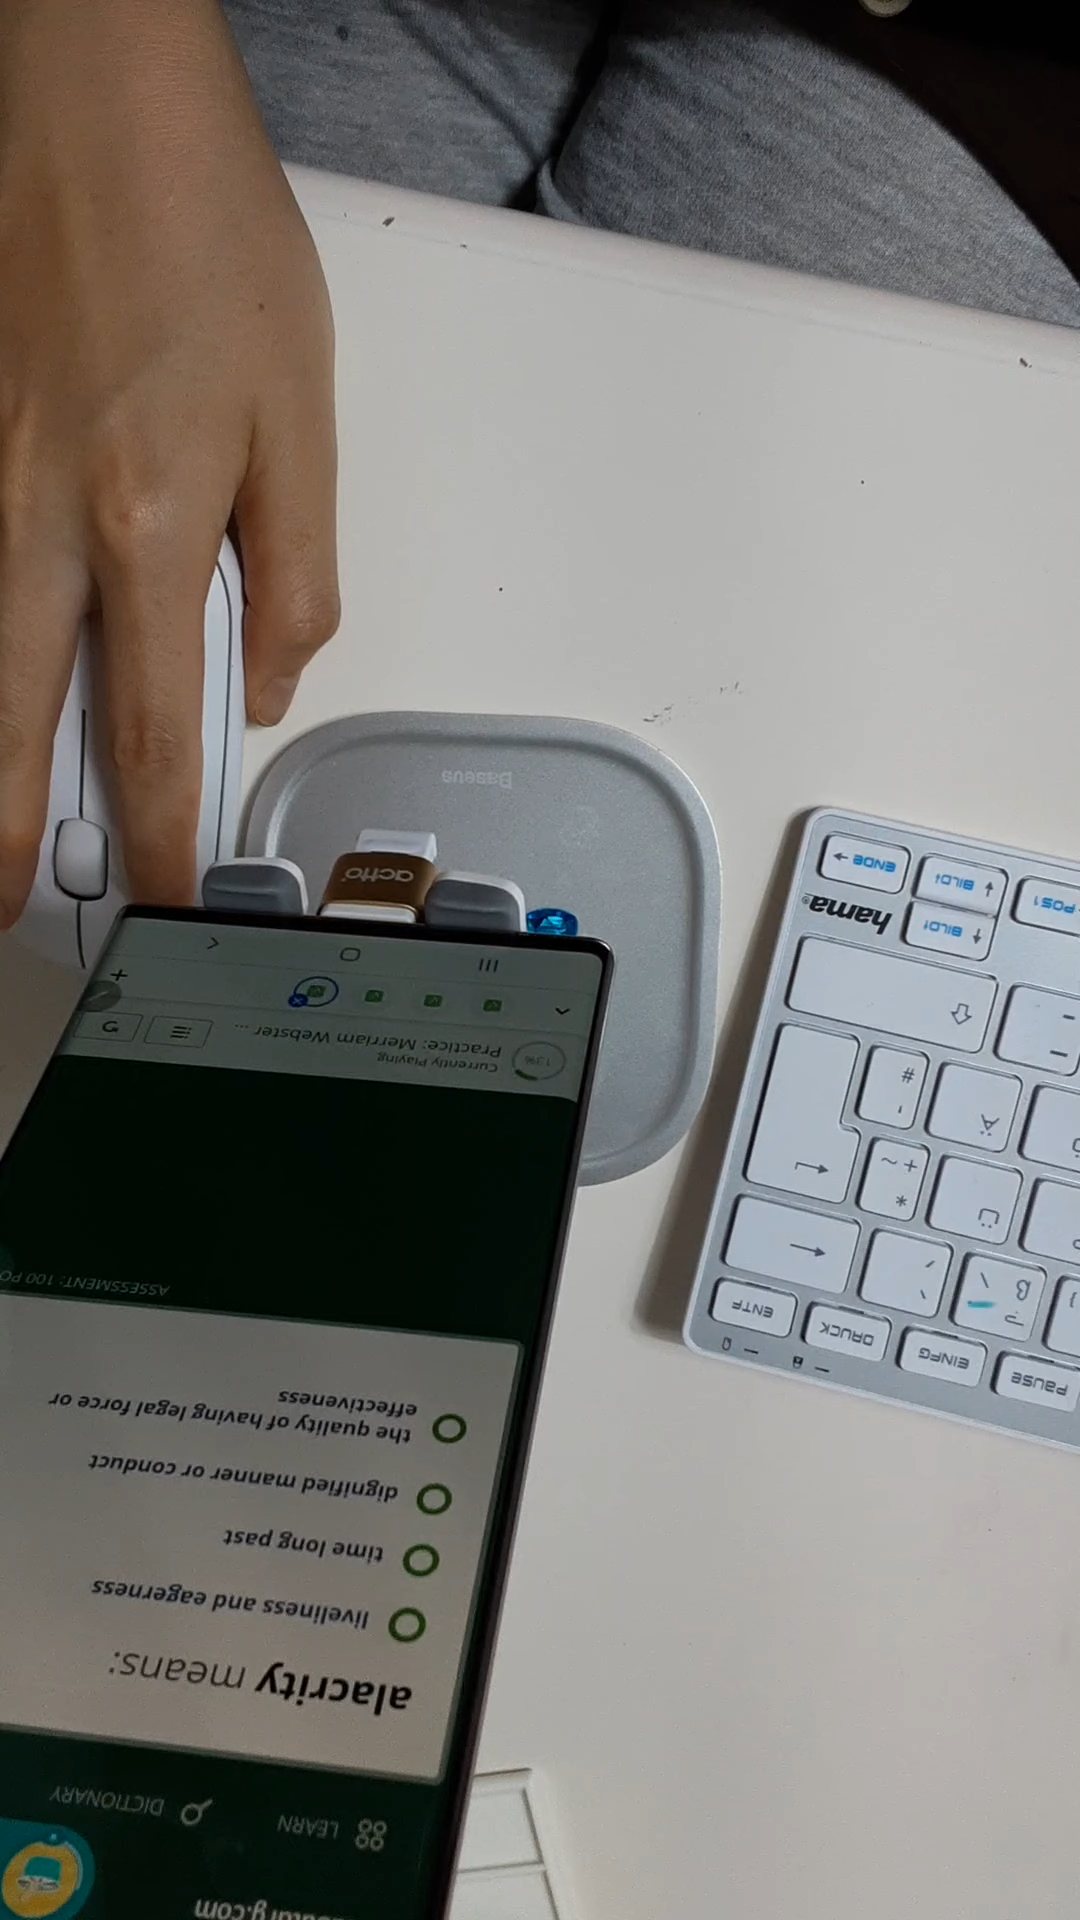 LEARN
DICTIONARY
alacrity means:
liveliness and eagerness
time long past
dignified manner or conduct
the quality of having legal force or
effectiveness
ASSESSMENT: 100
13%
Currently Playing
Practice: Merriam Webster ...
actto
Baseus
hama
PAUSE
EINFG
DRUCK
ENTF
ß
\
Ü
+
*
~
Ä
#
'
POS1
BILD↓
BILD↑
ENDE